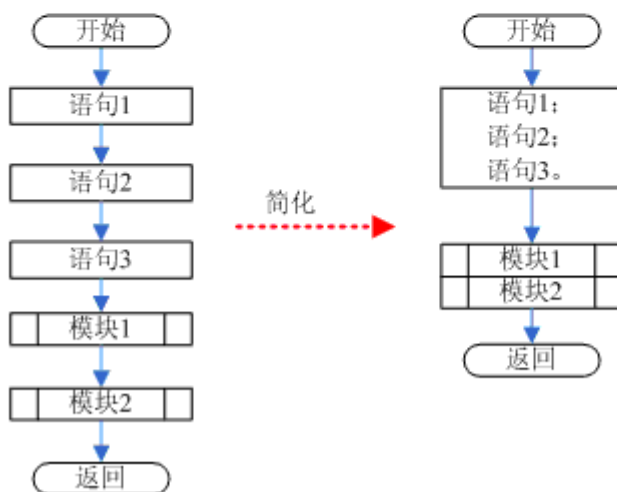 开始
语句1
语句2
语句3
模块1
模块2
返回
简化
开始
语句1；
语句2；
语句3。
模块1
模块2
返回